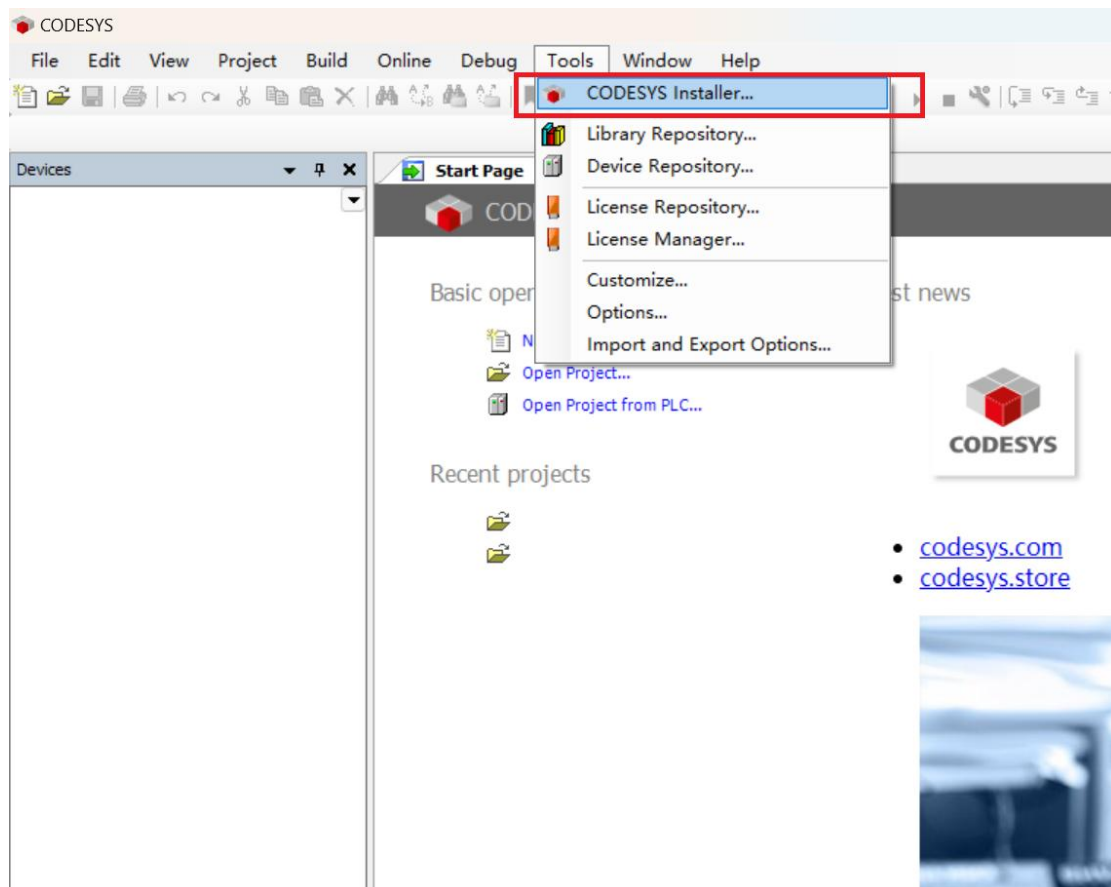 CODESYS
File Edit View Project Build Online Debug Tools Window Help
CODESYS Installer...
Library Repository...
Device Repository...
License Repository...
License Manager...
Customize...
Options...
Import and Export Options...
Devices
Start Page
COD
Basic oper
N
Open Project...
Open Project from PLC...
Recent projects
st news
CODESYS
codesys.com
codesys.store